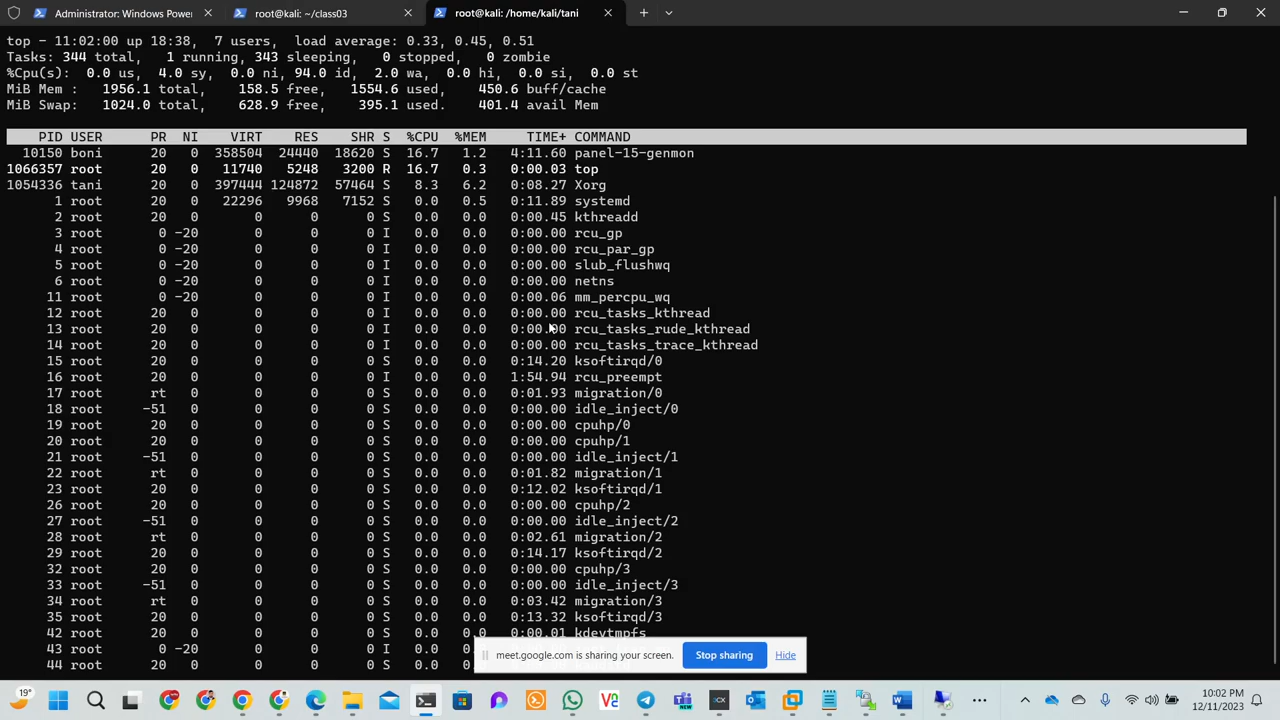 Administrator: Windows Power
root@kali: ~/class03
root@kali: /home/kali/tani
top - 11:02:00 up 18:38, 7 users, load average: 0.33, 0.45, 0.51
Tasks: 344 total, 1 running, 343 sleeping, 0 stopped, 0 zombie
%Cpu(s): 0.0 us, 4.0 sy, 0.0 ni, 94.0 id, 2.0 wa, 0.0 hi, 0.0 si, 0.0 st
MiB Mem : 1956.1 total, 158.5 free, 1554.6 used, 450.6 buff/cache
MiB Swap: 1024.0 total, 628.9 free, 395.1 used. 401.4 avail Mem
PID USER PR NI VIRT RES SHR S %CPU %MEM TIME+ COMMAND
10150 boni 20 0 358504 24440 18620 S 16.7 1.2 4:11.60 panel-15-genmon
1066357 root 20 0 11740 5248 3200 R 16.7 0.3 0:00.03 top
1054336 tani 20 0 397444 124872 57464 S 8.3 6.2 0:08.27 Xorg
1 root 20 0 22296 9968 7152 S 0.0 0.5 0:11.89 systemd
2 root 20 0 0 0 0 S 0.0 0.0 0:00.45 kthreadd
3 root 0 -20 0 0 0 I 0.0 0.0 0:00.00 rcu_gp
4 root 0 -20 0 0 0 I 0.0 0.0 0:00.00 rcu_par_gp
5 root 0 -20 0 0 0 I 0.0 0.0 0:00.00 slub_flushwq
6 root 0 -20 0 0 0 I 0.0 0.0 0:00.00 netns
11 root 0 -20 0 0 0 I 0.0 0.0 0:00.06 mm_percpu_wq
12 root 20 0 0 0 0 I 0.0 0.0 0:00.00 rcu_tasks_kthread
13 root 20 0 0 0 0 I 0.0 0.0 0:00.00 rcu_tasks_rude_kthread
14 root 20 0 0 0 0 I 0.0 0.0 0:00.00 rcu_tasks_trace_kthread
15 root 20 0 0 0 0 S 0.0 0.0 0:14.20 ksoftirqd/0
16 root 20 0 0 0 0 I 0.0 0.0 1:54.94 rcu_preempt
17 root rt 0 0 0 0 S 0.0 0.0 0:01.93 migration/0
18 root -51 0 0 0 0 S 0.0 0.0 0:00.00 idle_inject/0
19 root 20 0 0 0 0 S 0.0 0.0 0:00.00 cpuhp/0
20 root 20 0 0 0 0 S 0.0 0.0 0:00.00 cpuhp/1
21 root -51 0 0 0 0 S 0.0 0.0 0:00.00 idle_inject/1
22 root rt 0 0 0 0 S 0.0 0.0 0:01.82 migration/1
23 root 20 0 0 0 0 S 0.0 0.0 0:12.02 ksoftirqd/1
26 root 20 0 0 0 0 S 0.0 0.0 0:00.00 cpuhp/2
27 root -51 0 0 0 0 S 0.0 0.0 0:00.00 idle_inject/2
28 root rt 0 0 0 0 S 0.0 0.0 0:02.61 migration/2
29 root 20 0 0 0 0 S 0.0 0.0 0:14.17 ksoftirqd/2
32 root 20 0 0 0 0 S 0.0 0.0 0:00.00 cpuhp/3
33 root -51 0 0 0 0 S 0.0 0.0 0:00.00 idle_inject/3
34 root rt 0 0 0 0 S 0.0 0.0 0:03.42 migration/3
35 root 20 0 0 0 0 S 0.0 0.0 0:13.32 ksoftirqd/3
42 root 20 0 0 0 0 S 0.0 0.0 0:00.01 kdevtmpfs
43 root 0 -20 0 0 0 I
44 root 20 0 0 0 0 S
meet.google.com is sharing your screen.
Stop sharing
Hide
19°
10:02 PM
12/11/2023